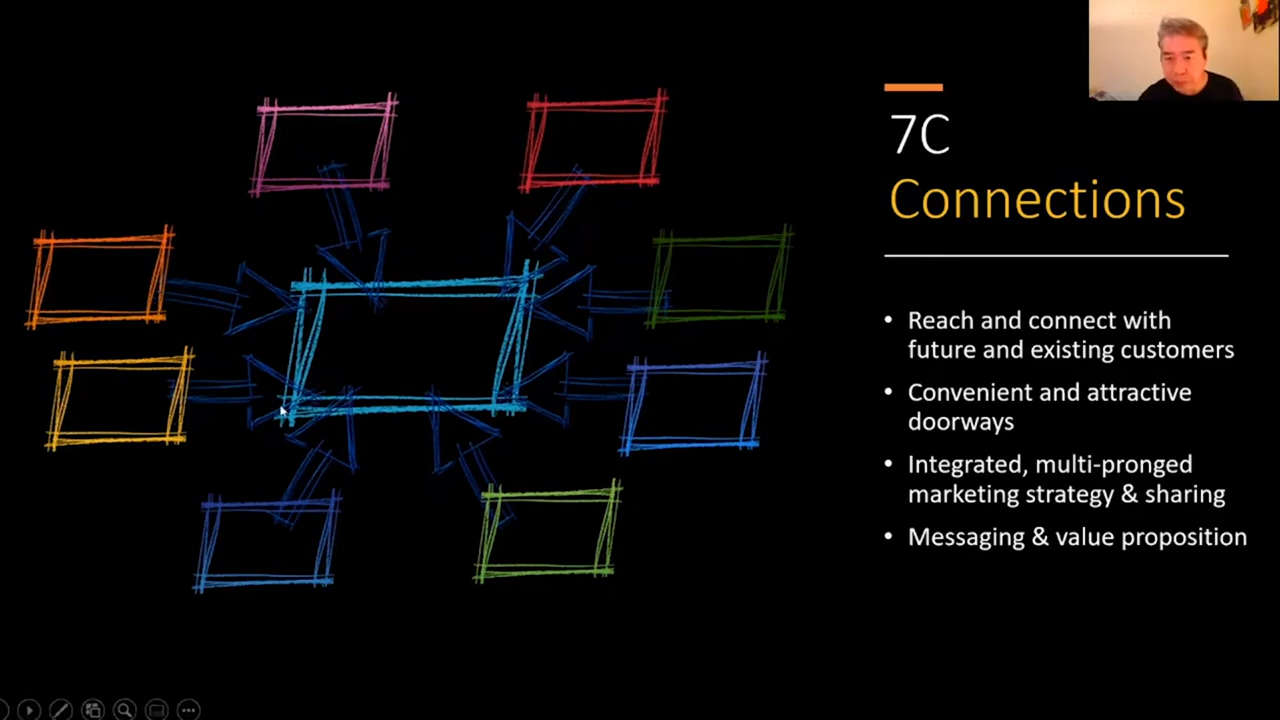 7C
Connections
• Reach and connect with
future and existing customers
• Convenient and attractive
doorways
• Integrated, multi-pronged
marketing strategy & sharing
• Messaging & value proposition